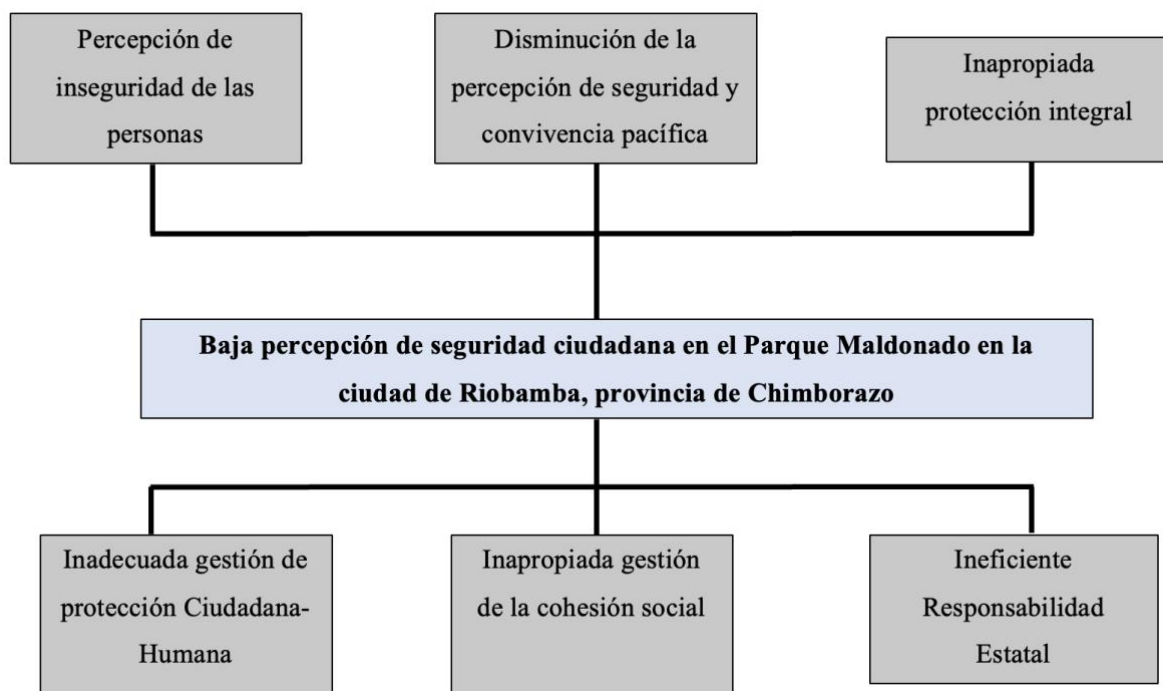 Percepción de
inseguridad de las
personas
Disminución de la
percepción de seguridad y
convivencia pacífica
Inapropiada
protección integral
Baja percepción de seguridad ciudadana en el Parque Maldonado en la
ciudad de Riobamba, provincia de Chimborazo
Inadecuada gestión de
protección Ciudadana-
Humana
Inapropiada gestión
de la cohesión social
Ineficiente
Responsabilidad
Estatal